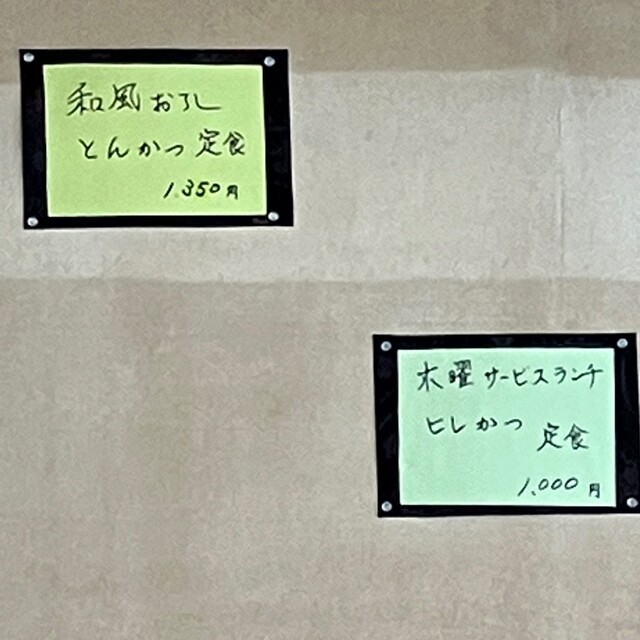 和風おろし
とんかつ定食
1,350円
木曜サービスランチ
ヒレかつ定食
1,000円